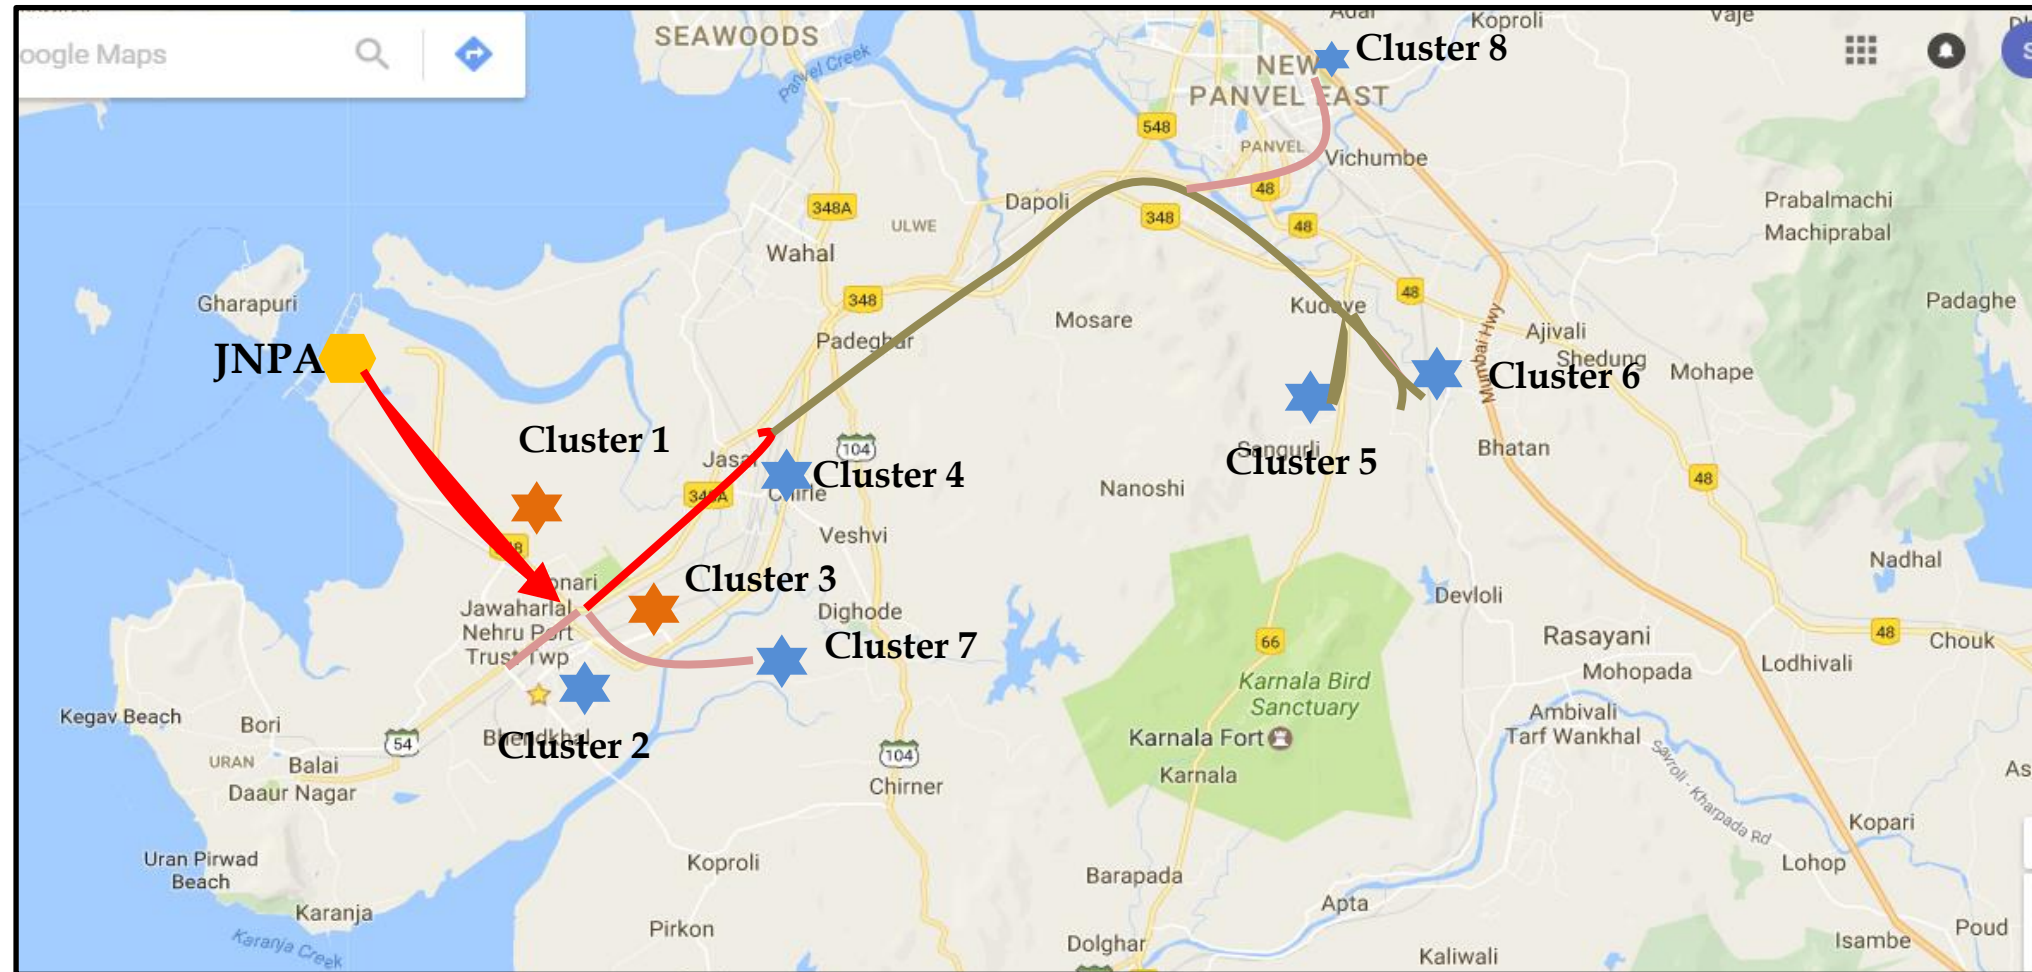 oogle Maps
SEAWOODS
Panvel Creek
Koproli
Vaje
Cluster 8
NEW
PANVEL EAST
548
PANVEL
Vichumbe
48
Dapoli
348A
ULWE
348
48
Prabalmachi
Machiprabal
Wahal
Gharapuri
348
48
Kudave
Padaghe
Mosare
Ajivali
Mumbai Hwy
Padeghar
JNPA
Shedung
Mohape
Cluster 6
Cluster 1
104
Sangurli
Cluster 5
Bhatan
Jasai
Cluster 4
348A
Chirle
Nanoshi
48
Veshvi
Nadhal
Cluster 3
Jawaharlal
Nehru Port
Trust Twp
Dighode
Devloli
48
Chouk
66
Rasayani
Cluster 7
Mohopada
Lodhivali
Karnala Bird
Sanctuary
Kegav Beach
Bori
54
Cluster 2
Karnala Fort
Ambivali
Tarf Wankhal
URAN
Balai
104
Karnala
Savroli - Kharpada Rd
Daaur Nagar
Chirner
Kopari
Uran Pirwad
Beach
Koproli
Lohop
Barapada
Karanja
Apta
Karanja Creek
Pirkon
Dolghar
Kaliwali
Isambe
Poud